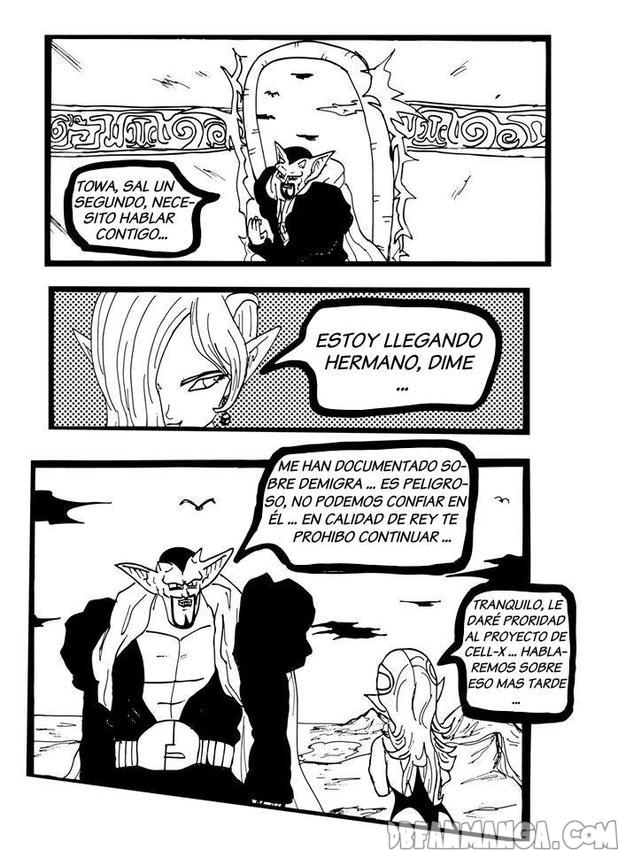 TOWA, SAL UN
SEGUNDO, NECE-
SITO HABLAR
CONTIGO...
ESTOY LLEGANDO
HERMANO, DIME
...
ME HAN DOCUMENTADO SO-
BRE DEMIGRA ... ES PELIGRO-
SO, NO PODEMOS CONFIAR EN
ÉL ... EN CALIDAD DE REY TE
PROHIBO CONTINUAR ...
TRANQUILO, LE
DARÉ PRORIDAD
AL PROYECTO DE
CELL-X ... HABLA-
REMOS SOBRE
ESO MAS TARDE
...
DBFANMANGA.COM